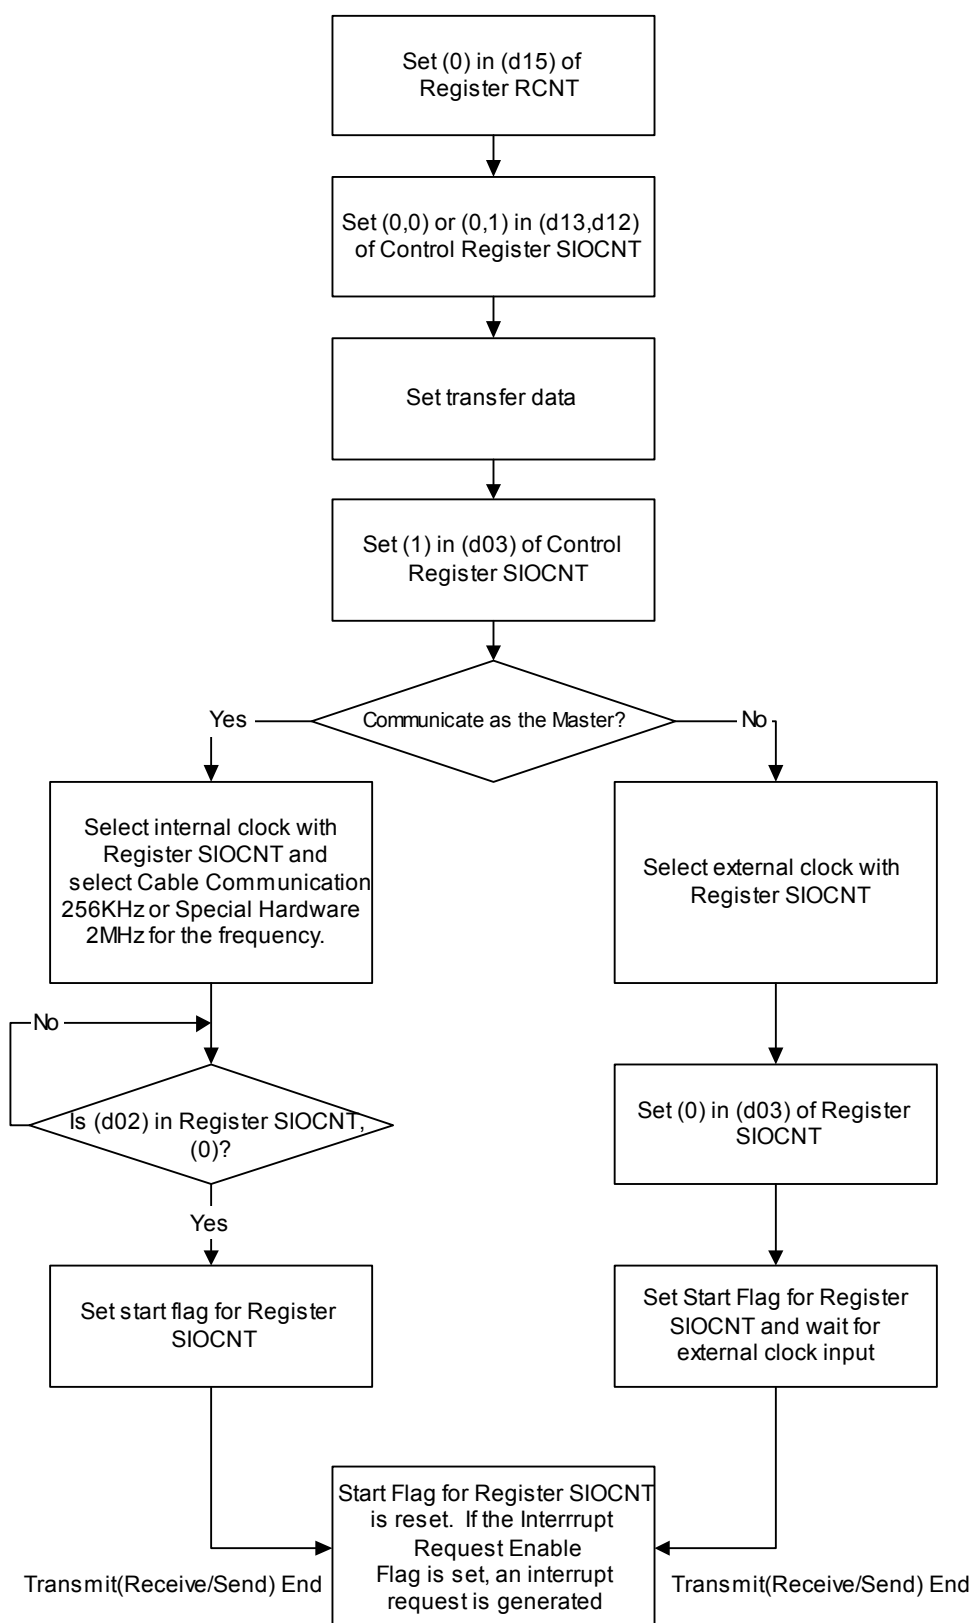 Set (0) in (d15) of
Register RCNT
Set (0,0) or (0,1) in (d13,d12)
of Control Register SIOCNT
Set transfer data
Set (1) in (d03) of Control
Register SIOCNT
Communicate as the Master?
Yes
No
Select internal clock with
Register SIOCNT and
select Cable Communication
256KHz or Special Hardware
2MHz for the frequency.
Select external clock with
Register SIOCNT
No
Is (d02) in Register SIOCNT,
(0)?
Set (0) in (d03) of Register
SIOCNT
Yes
Set start flag for Register
SIOCNT
Set Start Flag for Register
SIOCNT and wait for
external clock input
Start Flag for Register SIOCNT
is reset. If the Interrrupt
Request Enable
Flag is set, an interrupt
request is generated
Transmit(Receive/Send) End
Transmit(Receive/Send) End